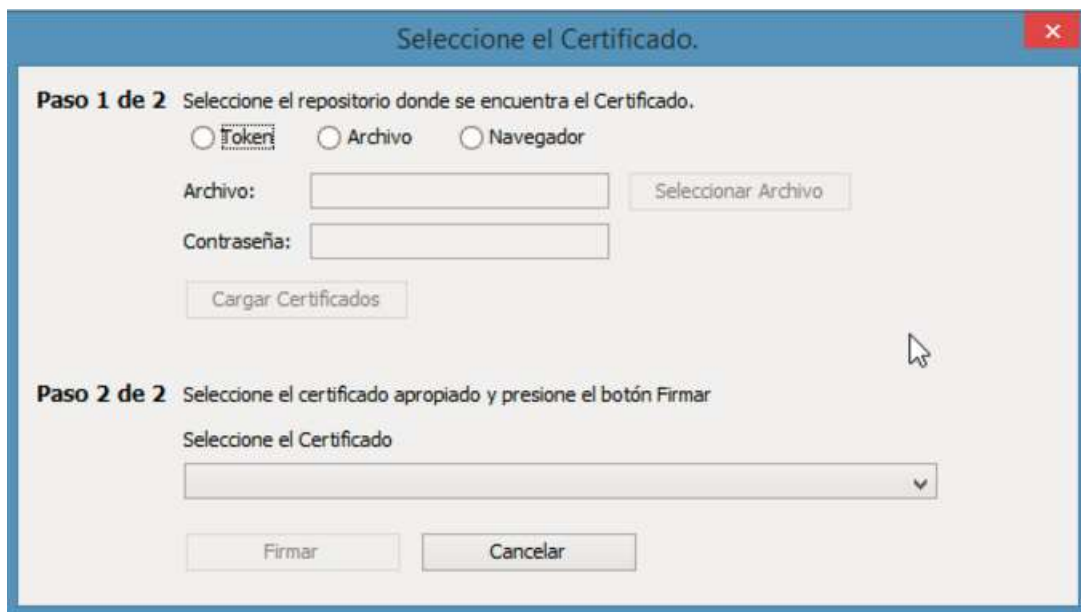 Seleccione el Certificado.
Paso 1 de 2 Seleccione el repositorio donde se encuentra el Certificado.
Token Archivo Navegador
Archivo: Seleccionar Archivo
Contraseña:
Cargar Certificados
Paso 2 de 2 Seleccione el certificado apropiado y presione el botón Firmar
Seleccione el Certificado
Firmar Cancelar